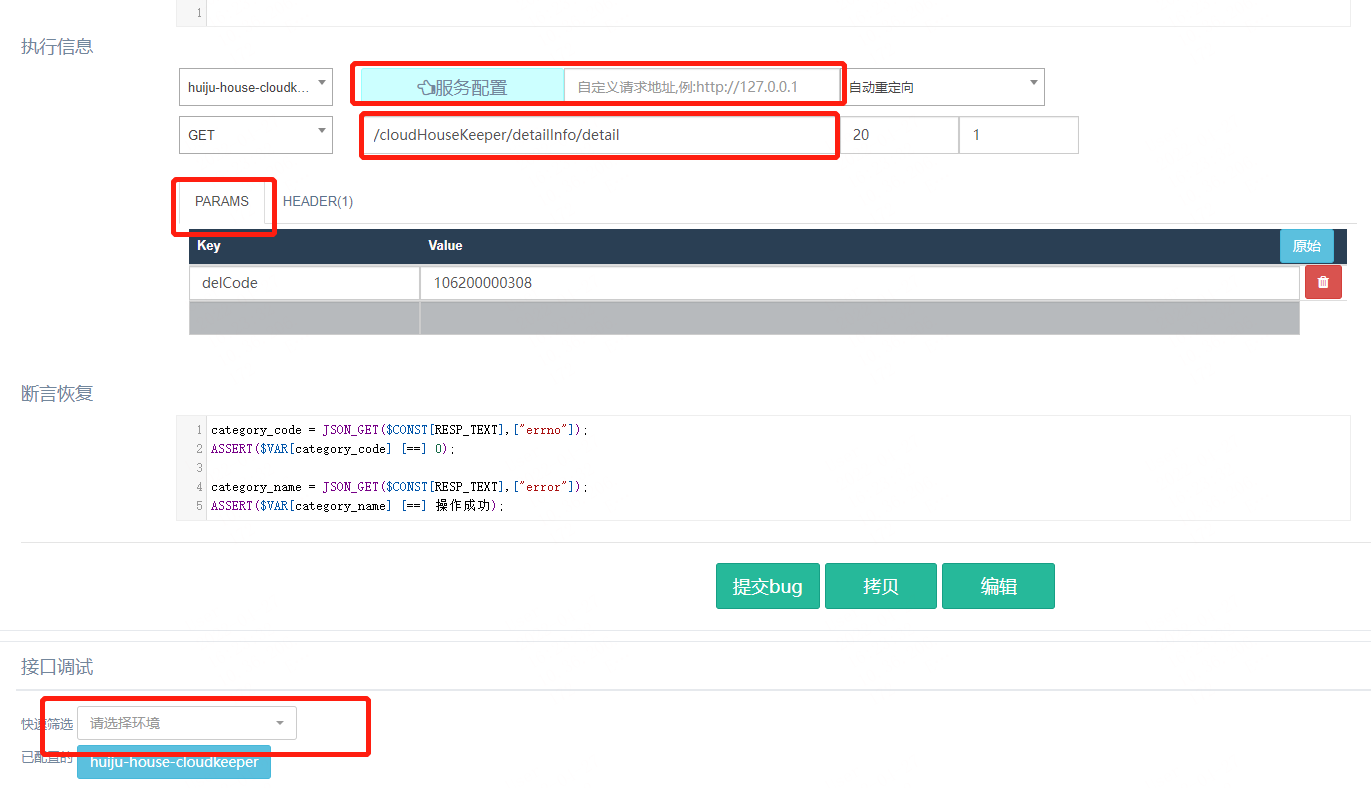 1
执行信息
huiju-house-cloudk... 服务配置 自定义请求地址,例:http://127.0.0.1 自动重定向
GET /cloudHouseKeeper/detailInfo/detail 20 1
PARAMS HEADER(1)
Key Value 原始
delCode 106200000308
断言恢复
1 category_code = JSON_GET($CONST[RESP_TEXT],["errno"]);
2 ASSERT($VAR[category_code] [==] 0);
3
4 category_name = JSON_GET($CONST[RESP_TEXT],["error"]);
5 ASSERT($VAR[category_name] [==] 操作成功);
提交bug 拷贝 编辑
接口调试
快速筛选 请选择环境
已配置的 huiju-house-cloudkeeper